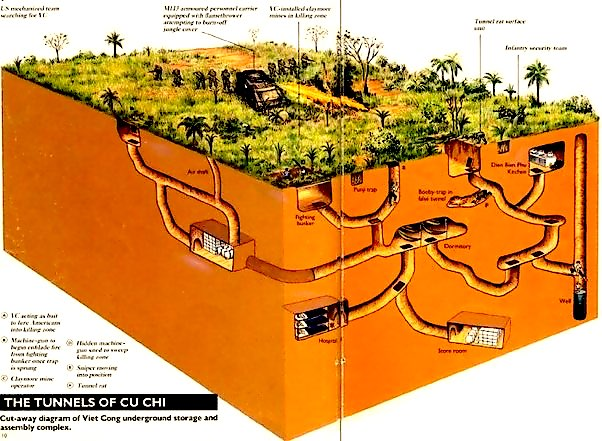 US mechanized team
searching for VC
M113 armoured personnel carrier
equipped with flamethrower
attempting to burn off
jungle cover
VC-installed claymore
mines in killing zone
Tunnel rat surface
Infantry security team
Air shaft
Punji trap
Fighting
bunker
Booby-trap in
false tunnel
Dien Bien Phu
Kitchen
Dormitory
Well
Hospital
Store room
VC acting as bait
to lure Americans
into killing zone
Machine-gun to
begin enfilade fire
from fighting
bunker once trap
is sprung
Claymore mine
operator
Hidden machine-
gun used to sweep
killing zone
Sniper moving
into position
Tunnel rat
THE TUNNELS OF CU CHI
Cut-away diagram of Viet Cong underground storage and
assembly complex.